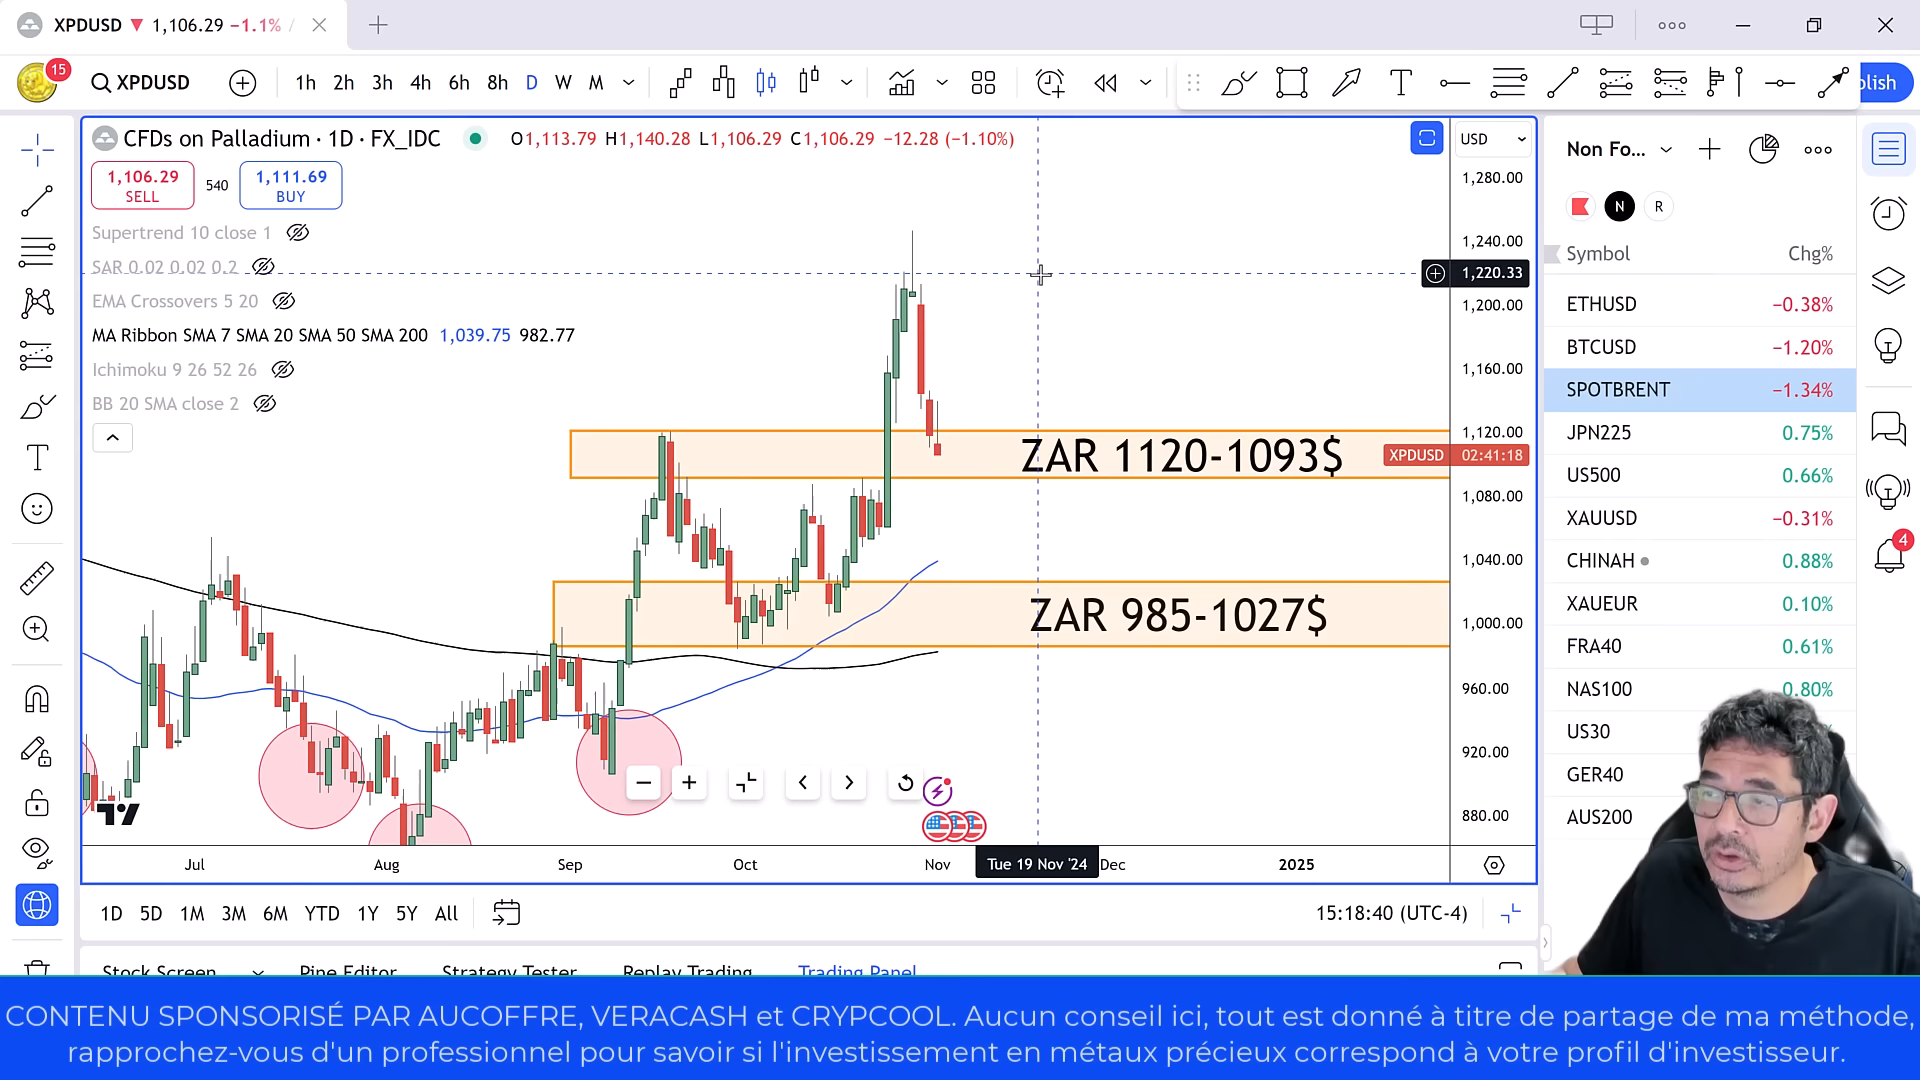 XPDUSD ▼ 1,106.29 −1.1% /
15 XPDUSD 1h 2h 3h 4h 6h 8h D W M
CFDs on Palladium · 1D · FX_IDC O1,113.79 H1,140.28 L1,106.29 C1,106.29 −12.28 (−1.10%)
1,106.29 SELL 540 1,111.69 BUY
Supertrend 10 close 1
SAR 0.02 0.02 0.2
EMA Crossovers 5 20
MA Ribbon SMA 7 SMA 20 SMA 50 SMA 200 1,039.75 982.77
Ichimoku 9 26 52 26
BB 20 SMA close 2
ZAR 1120-1093$
ZAR 985-1027$
USD
1,280.00
1,240.00
1,220.33
1,200.00
1,160.00
1,120.00
XPDUSD 02:41:18
1,080.00
1,040.00
1,000.00
960.00
920.00
880.00
Jul Aug Sep Oct Nov Tue 19 Nov '24 Dec 2025
1D 5D 1M 3M 6M YTD 1Y 5Y All 15:18:40 (UTC-4)
Stock Screen Pine Editor Strategy Tester Replay Trading Trading Panel
Non Fo...
N R
Symbol Chg%
ETHUSD −0.38%
BTCUSD −1.20%
SPOTBRENT −1.34%
JPN225 0.75%
US500 0.66%
XAUUSD −0.31%
CHINAH 0.88%
XAUEUR 0.10%
FRA40 0.61%
NAS100 0.80%
US30
GER40
AUS200
4
CONTENU SPONSORISÉ PAR AUCOFFRE, VERACASH et CRYPCOOL. Aucun conseil ici, tout est donné à titre de partage de ma méthode,
rapprochez-vous d'un professionnel pour savoir si l'investissement en métaux précieux correspond à votre profil d'investisseur.